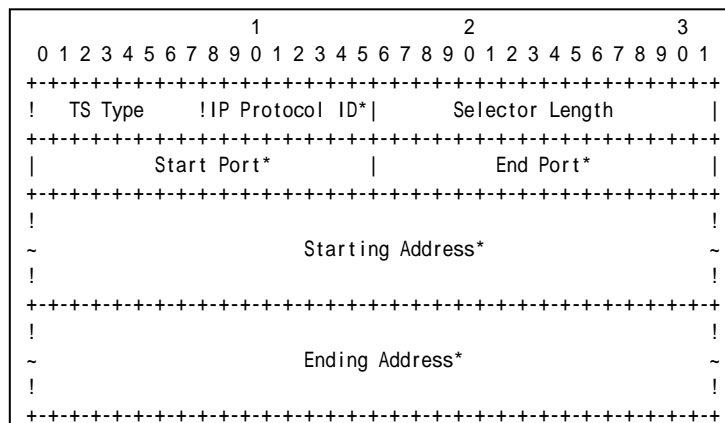 1                   2                   3
 0 1 2 3 4 5 6 7 8 9 0 1 2 3 4 5 6 7 8 9 0 1 2 3 4 5 6 7 8 9 0 1
+-+-+-+-+-+-+-+-+-+-+-+-+-+-+-+-+-+-+-+-+-+-+-+-+-+-+-+-+-+-+-+-+
!   TS Type     !IP Protocol ID*|       Selector Length         |
+-+-+-+-+-+-+-+-+-+-+-+-+-+-+-+-+-+-+-+-+-+-+-+-+-+-+-+-+-+-+-+-+
|           Start Port*         |           End Port*           |
+-+-+-+-+-+-+-+-+-+-+-+-+-+-+-+-+-+-+-+-+-+-+-+-+-+-+-+-+-+-+-+-+
!                                                               !
~                         Starting Address*                     ~
!                                                               !
+-+-+-+-+-+-+-+-+-+-+-+-+-+-+-+-+-+-+-+-+-+-+-+-+-+-+-+-+-+-+-+-+
!                                                               !
~                         Ending Address*                       ~
!                                                               !
+-+-+-+-+-+-+-+-+-+-+-+-+-+-+-+-+-+-+-+-+-+-+-+-+-+-+-+-+-+-+-+-+